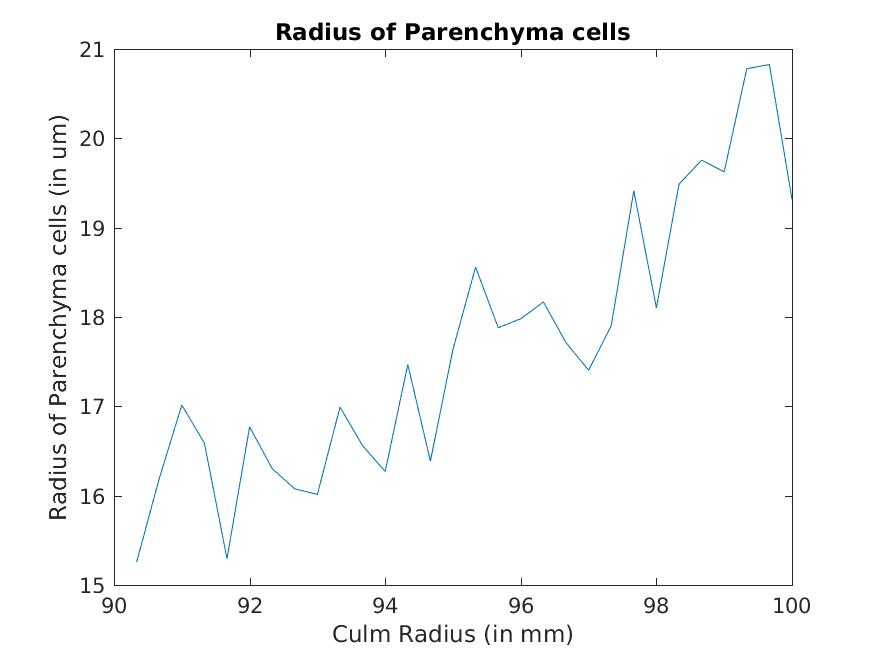 Radius of Parenchyma cells
21
20
19
18
17
16
15
Radius of Parenchyma cells (in um)
90 92 94 96 98 100
Culm Radius (in mm)